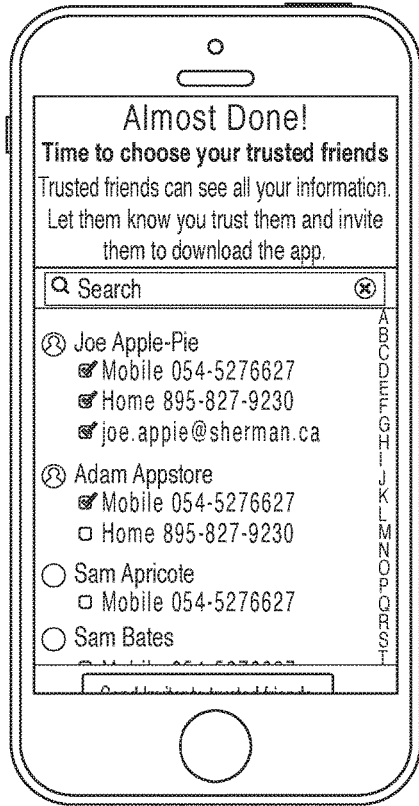 Almost Done!
Time to choose your trusted friends
Trusted friends can see all your information.
Let them know you trust them and invite
them to download the app.
Search
Joe Apple-Pie
Mobile 054-5276627
Home 895-827-9230
joe.appie@sherman.ca
Adam Appstore
Mobile 054-5276627
Home 895-827-9230
Sam Apricote
Mobile 054-5276627
Sam Bates
A
B
C
D
E
F
G
H
I
J
K
L
M
N
O
P
Q
R
S
T